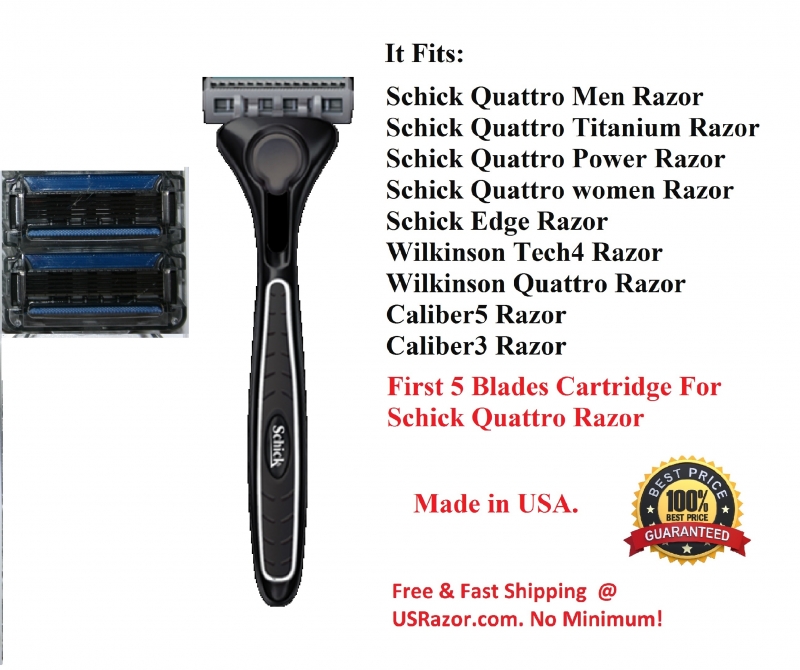 It Fits:
Schick Quattro Men Razor
Schick Quattro Titanium Razor
Schick Quattro Power Razor
Schick Quattro women Razor
Schick Edge Razor
Wilkinson Tech4 Razor
Wilkinson Quattro Razor
Caliber5 Razor
Caliber3 Razor
First 5 Blades Cartridge For
Schick Quattro Razor
Schick
Made in USA.
BEST PRICE
100%
BEST PRICE
GUARANTEED
Free & Fast Shipping @
USRazor.com. No Minimum!